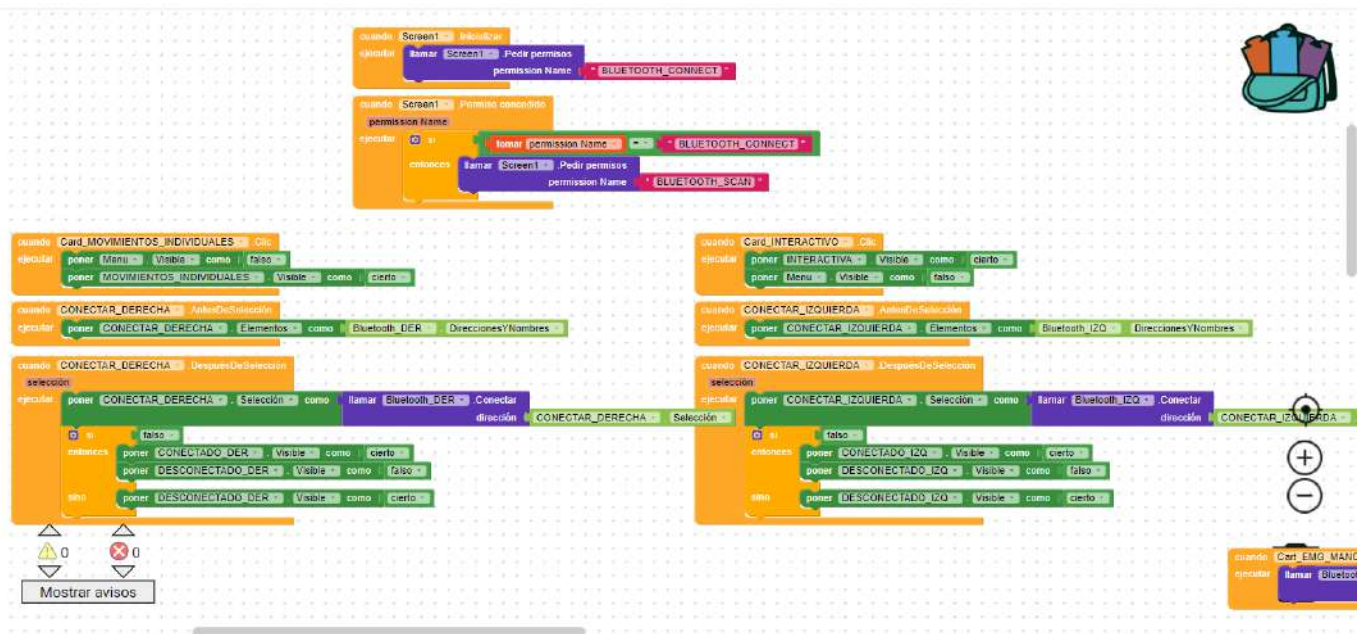 cuando Screen1 .Inicializar
ejecutar llamar Screen1 .Pedir permisos
permission Name " BLUETOOTH_CONNECT "
cuando Screen1 .Permiso concedido
permission Name
ejecutar si tomar permission Name = " BLUETOOTH_CONNECT "
entonces llamar Screen1 .Pedir permisos
permission Name " BLUETOOTH_SCAN "
cuando Card_MOVIMIENTOS_INDIVIDUALES .Clic
ejecutar poner Menu . Visible como falso
poner MOVIMIENTOS_INDIVIDUALES . Visible como cierto
cuando CONECTAR_DERECHA .AntesDeSelección
ejecutar poner CONECTAR_DERECHA . Elementos como Bluetooth_DER . DireccionesYNombres
cuando CONECTAR_DERECHA .DespuésDeSelección
selección
ejecutar poner CONECTAR_DERECHA . Selección como llamar Bluetooth_DER .Conectar
dirección CONECTAR_DERECHA . Selección
si falso
entonces poner CONECTADO_DER . Visible como cierto
poner DESCONECTADO_DER . Visible como falso
sino poner DESCONECTADO_DER . Visible como cierto
cuando Card_INTERACTIVO .Clic
ejecutar poner INTERACTIVA . Visible como cierto
poner Menu . Visible como falso
cuando CONECTAR_IZQUIERDA .AntesDeSelección
ejecutar poner CONECTAR_IZQUIERDA . Elementos como Bluetooth_IZQ . DireccionesYNombres
cuando CONECTAR_IZQUIERDA .DespuésDeSelección
selección
ejecutar poner CONECTAR_IZQUIERDA . Selección como llamar Bluetooth_IZQ .Conectar
dirección CONECTAR_IZQUIERDA
si falso
entonces poner CONECTADO_IZQ . Visible como cierto
poner DESCONECTADO_IZQ . Visible como falso
sino poner DESCONECTADO_IZQ . Visible como cierto
0 0
Mostrar avisos
cuando Cart_EMG_MANO
ejecutar llamar Bluetoot